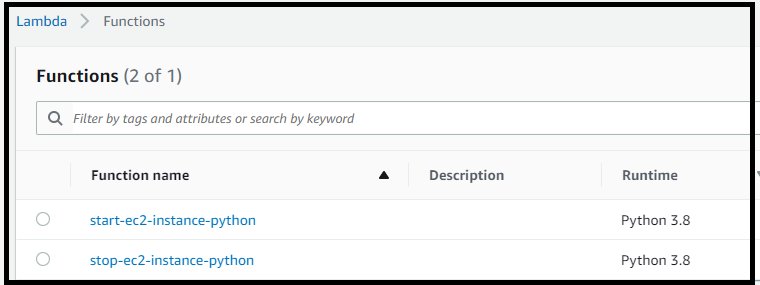 Lambda > Functions
Functions (2 of 1)
Filter by tags and attributes or search by keyword
Function name Description Runtime
start-ec2-instance-python Python 3.8
stop-ec2-instance-python Python 3.8